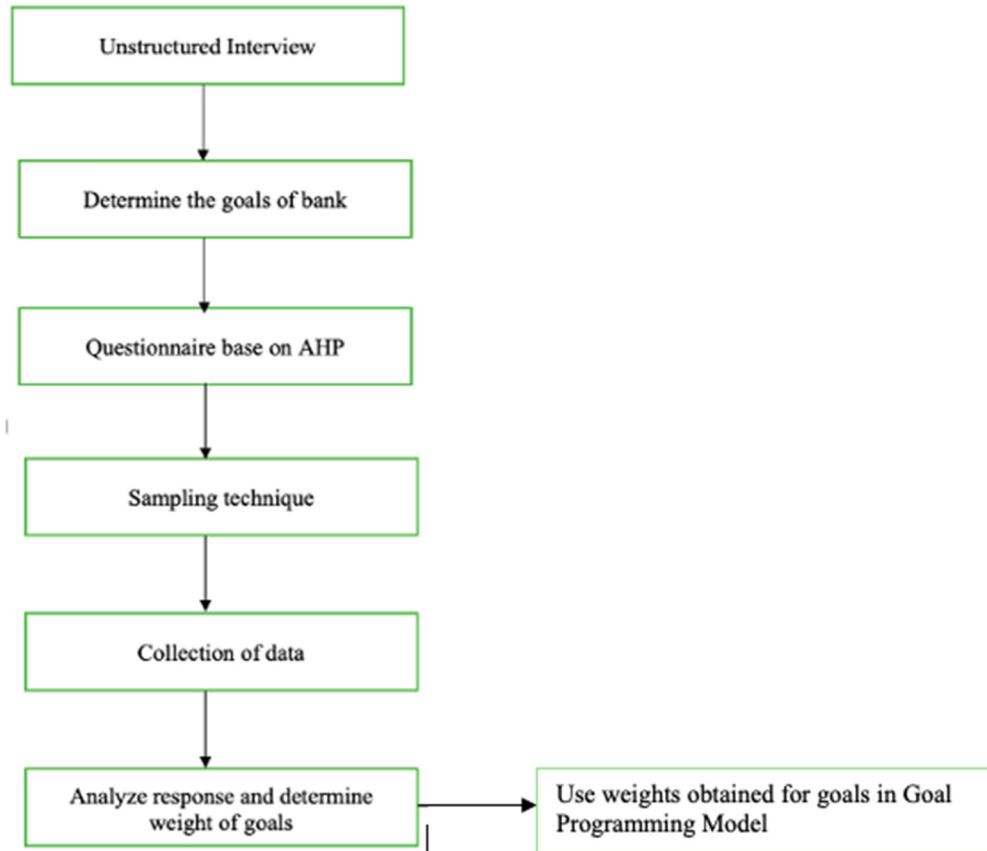 Unstructured Interview
Determine the goals of bank
Questionnaire base on AHP
Sampling technique
Collection of data
Analyze response and determine
weight of goals
Use weights obtained for goals in Goal
Programming Model